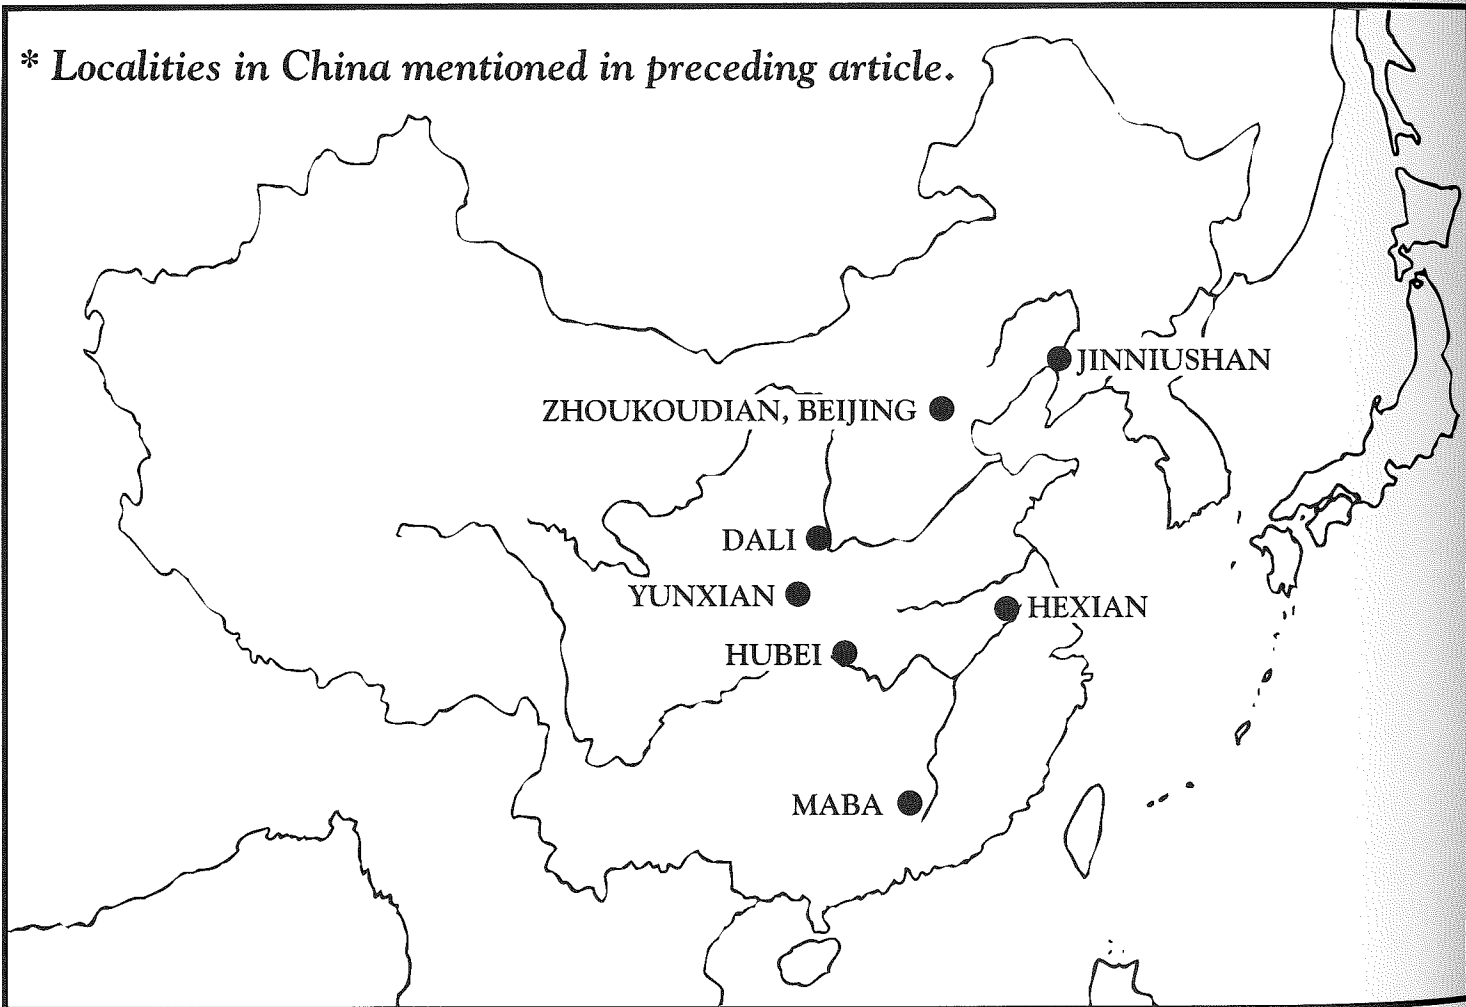 * Localities in China mentioned in preceding article.
JINNIUSHAN
ZHOUKOUDIAN, BEIJING
DALI
YUNXIAN
HEXIAN
HUBEI
MABA